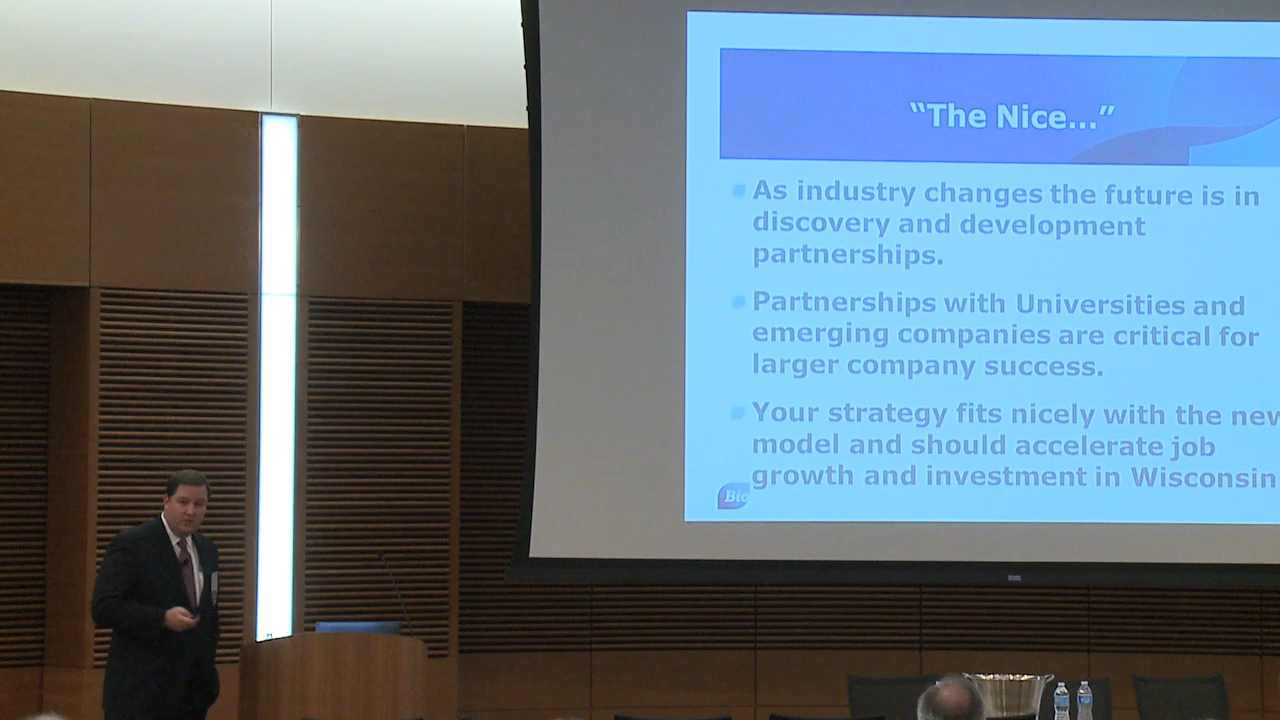 “The Nice...”
As industry changes the future is in
discovery and development
partnerships.
Partnerships with Universities and
emerging companies are critical for
larger company success.
Your strategy fits nicely with the new
model and should accelerate job
growth and investment in Wisconsin
Bio